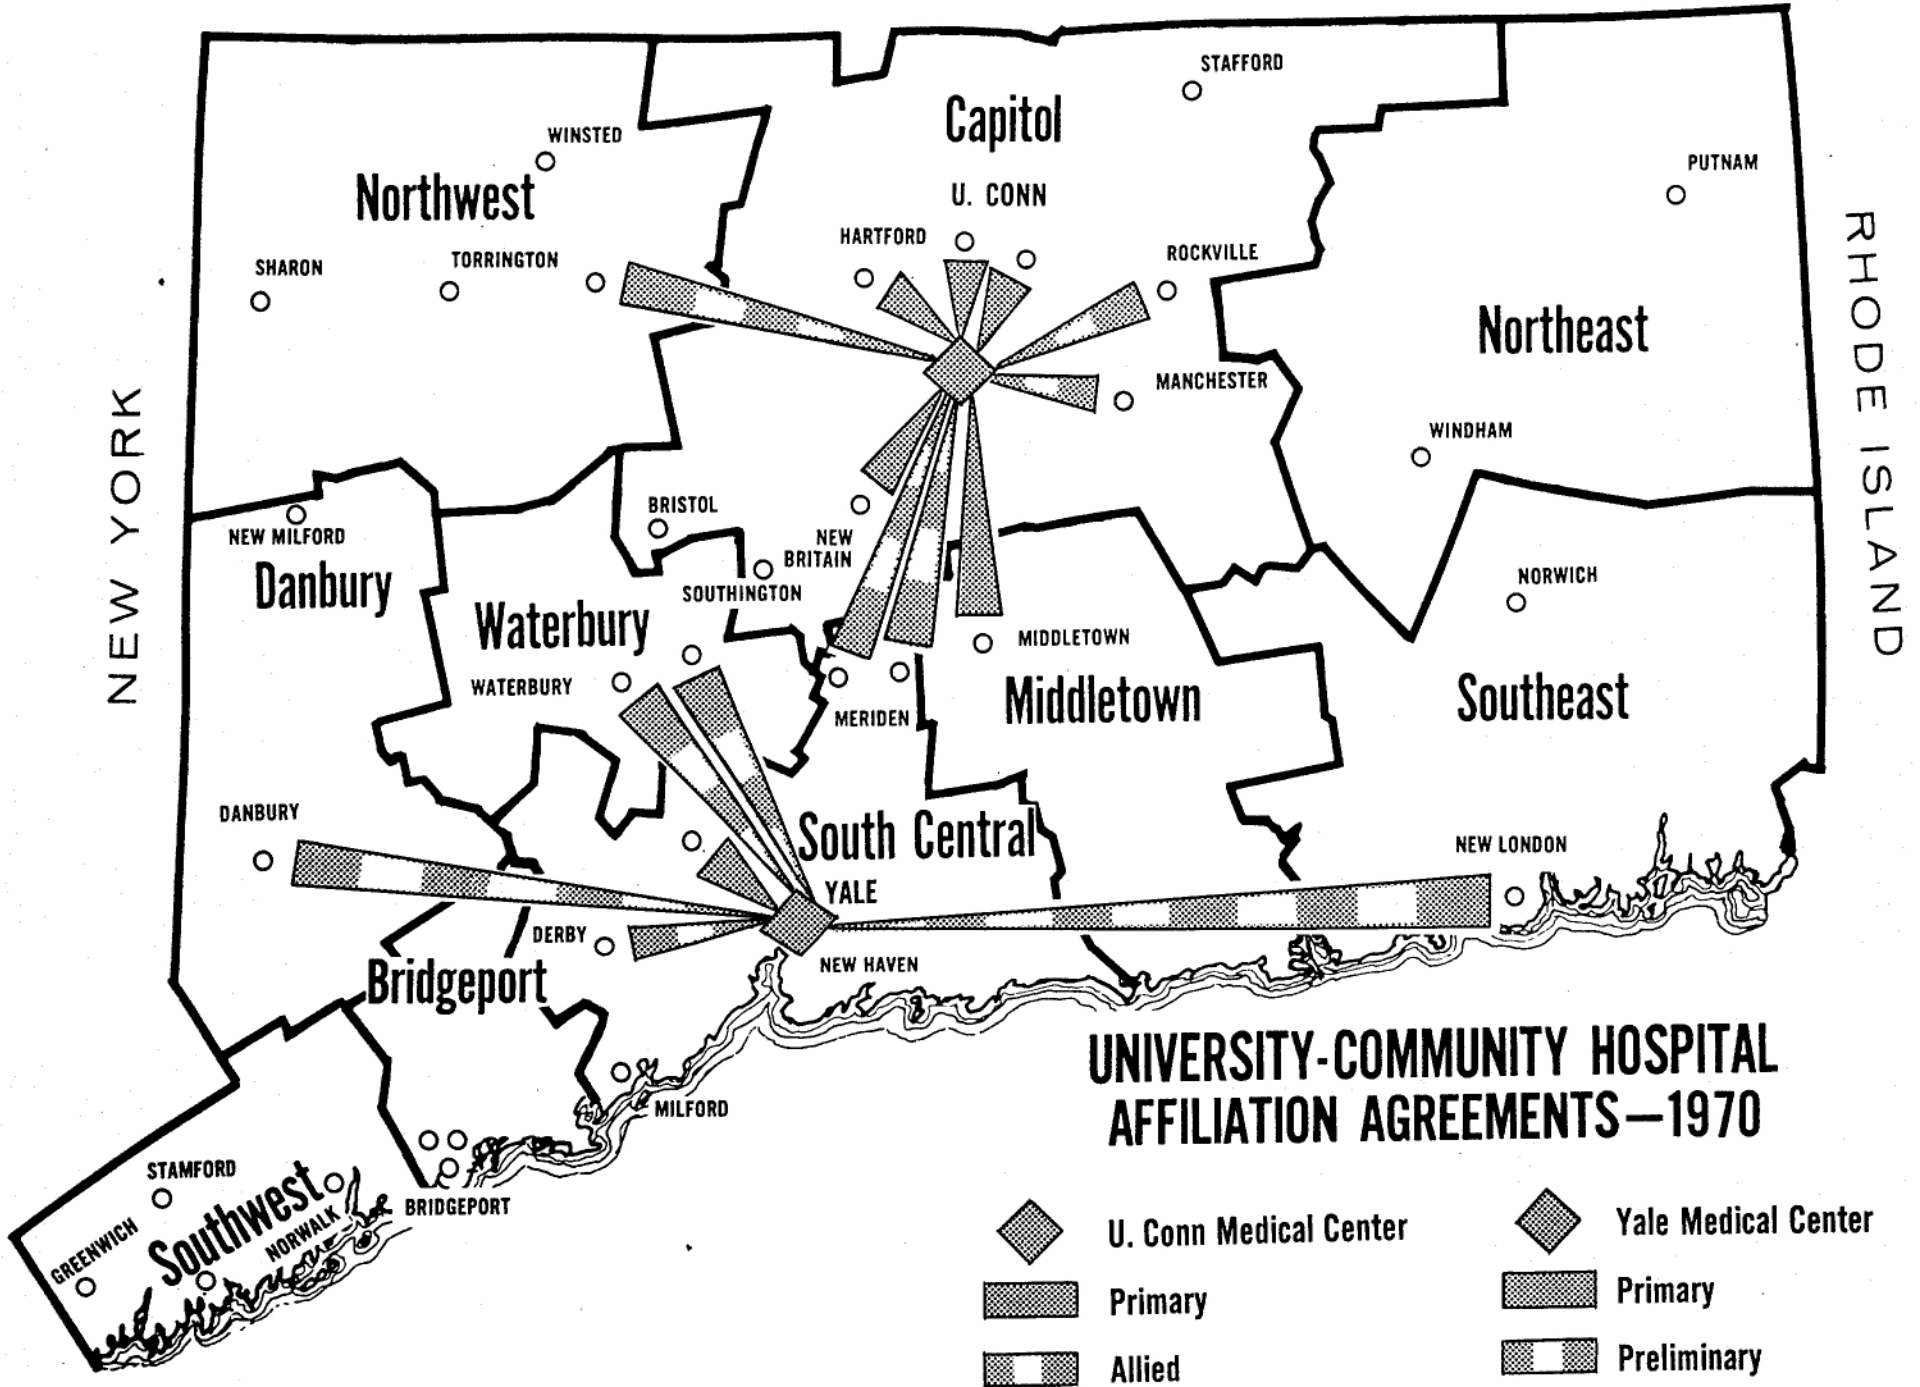 STAFFORD
Capitol
WINSTED
PUTNAM
Northwest
U. CONN
HARTFORD
ROCKVILLE
SHARON
TORRINGTON
RHODE ISLAND
Northeast
MANCHESTER
NEW YORK
WINDHAM
BRISTOL
NEW MILFORD
NEW
BRITAIN
Danbury
SOUTHINGTON
NORWICH
Waterbury
MIDDLETOWN
WATERBURY
MERIDEN
Middletown
Southeast
DANBURY
South Central
NEW LONDON
YALE
DERBY
NEW HAVEN
Bridgeport
UNIVERSITY-COMMUNITY HOSPITAL
AFFILIATION AGREEMENTS—1970
MILFORD
STAMFORD
BRIDGEPORT
GREENWICH
Southwest
NORWALK
U. Conn Medical Center
Primary
Allied
Yale Medical Center
Primary
Preliminary